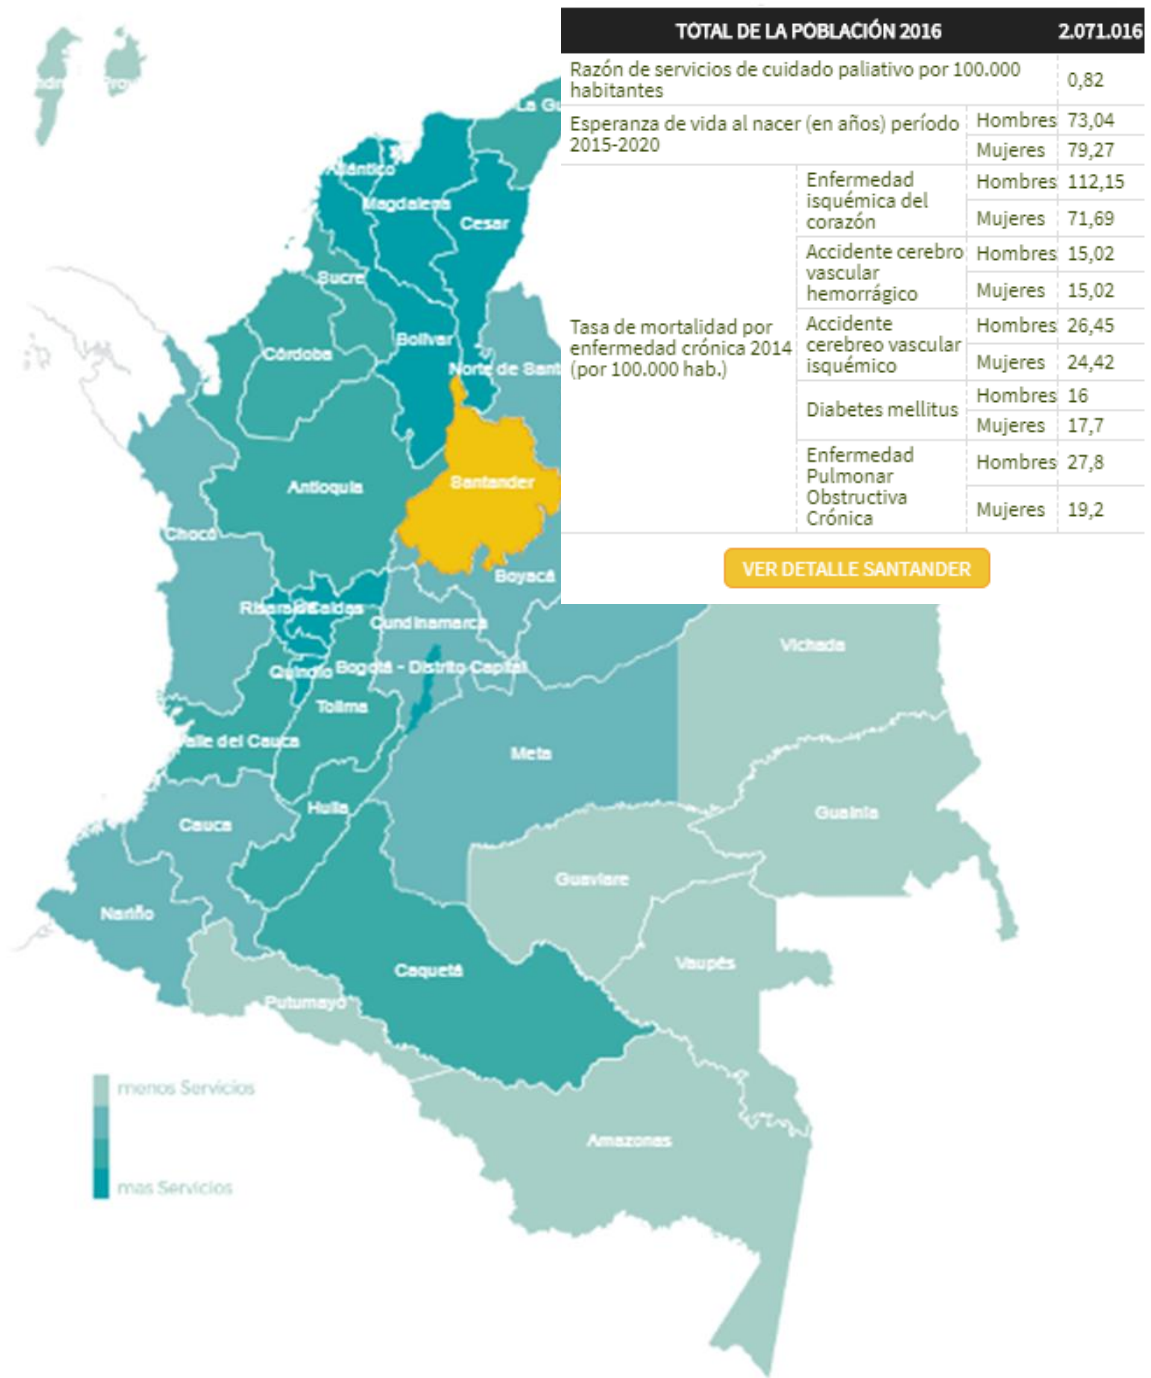 TOTAL DE LA POBLACIÓN 2016 2.071.016
Razón de servicios de cuidado paliativo por 100.000
habitantes
0,82
Esperanza de vida al nacer (en años) período
2015-2020
Hombres 73,04
Mujeres 79,27
Tasa de mortalidad por
enfermedad crónica 2014
(por 100.000 hab.)
Enfermedad
isquémica del
corazón
Hombres 112,15
Mujeres 71,69
Accidente cerebro
vascular
hemorrágico
Hombres 15,02
Mujeres 15,02
Accidente
cerebreo vascular
isquémico
Hombres 26,45
Mujeres 24,42
Diabetes mellitus
Hombres 16
Mujeres 17,7
Enfermedad
Pulmonar
Obstructiva
Crónica
Hombres 27,8
Mujeres 19,2
VER DETALLE SANTANDER
La Gu
Atlántico
Magdalena
Cesar
Sucre
Bolívar
Córdoba
Norte de Sant
Antioquia
Santander
Chocó
Boyacá
Caldas
Cundinamarca
Quindío
Bogotá - Distrito Capital
Vichada
Tolima
alle del Cauca
Meta
Huila
Cauca
Guainía
Guaviare
Nariño
Vaupés
Caquetá
Putumayo
Amazonas
menos Servicios
mas Servicios